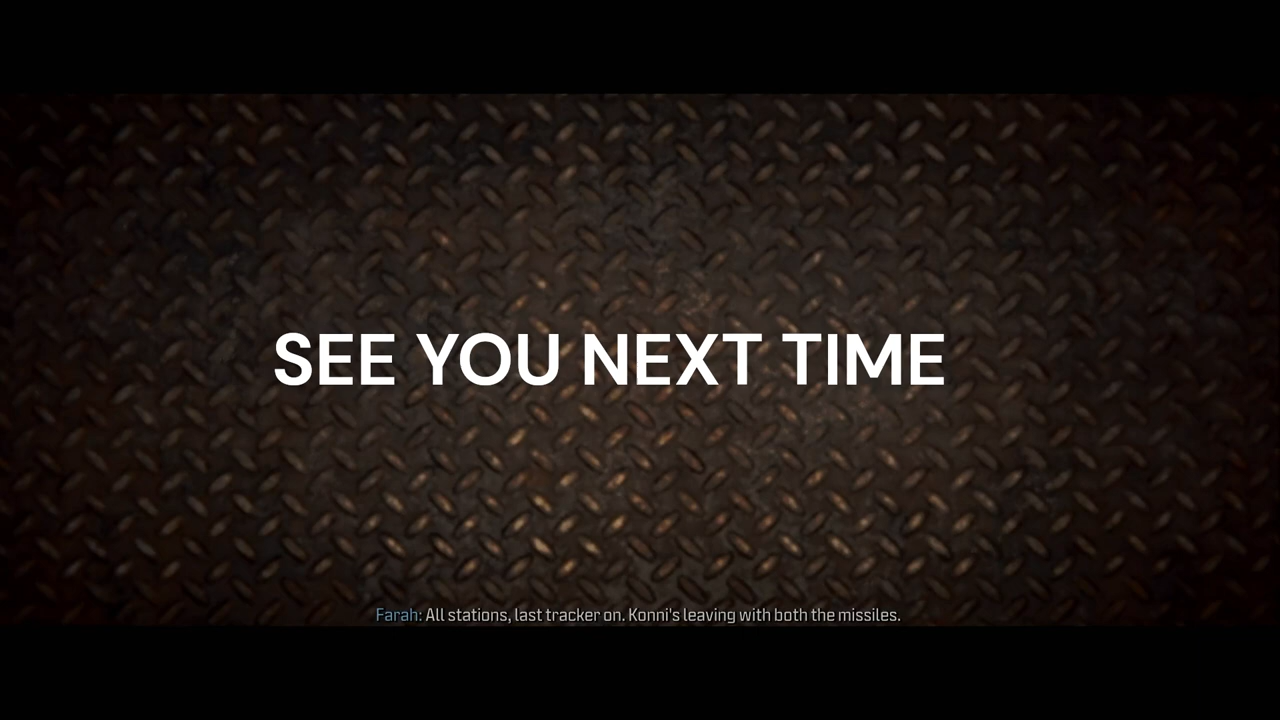 SEE YOU NEXT TIME
Farah: All stations, last tracker on. Konni's leaving with both the missiles.